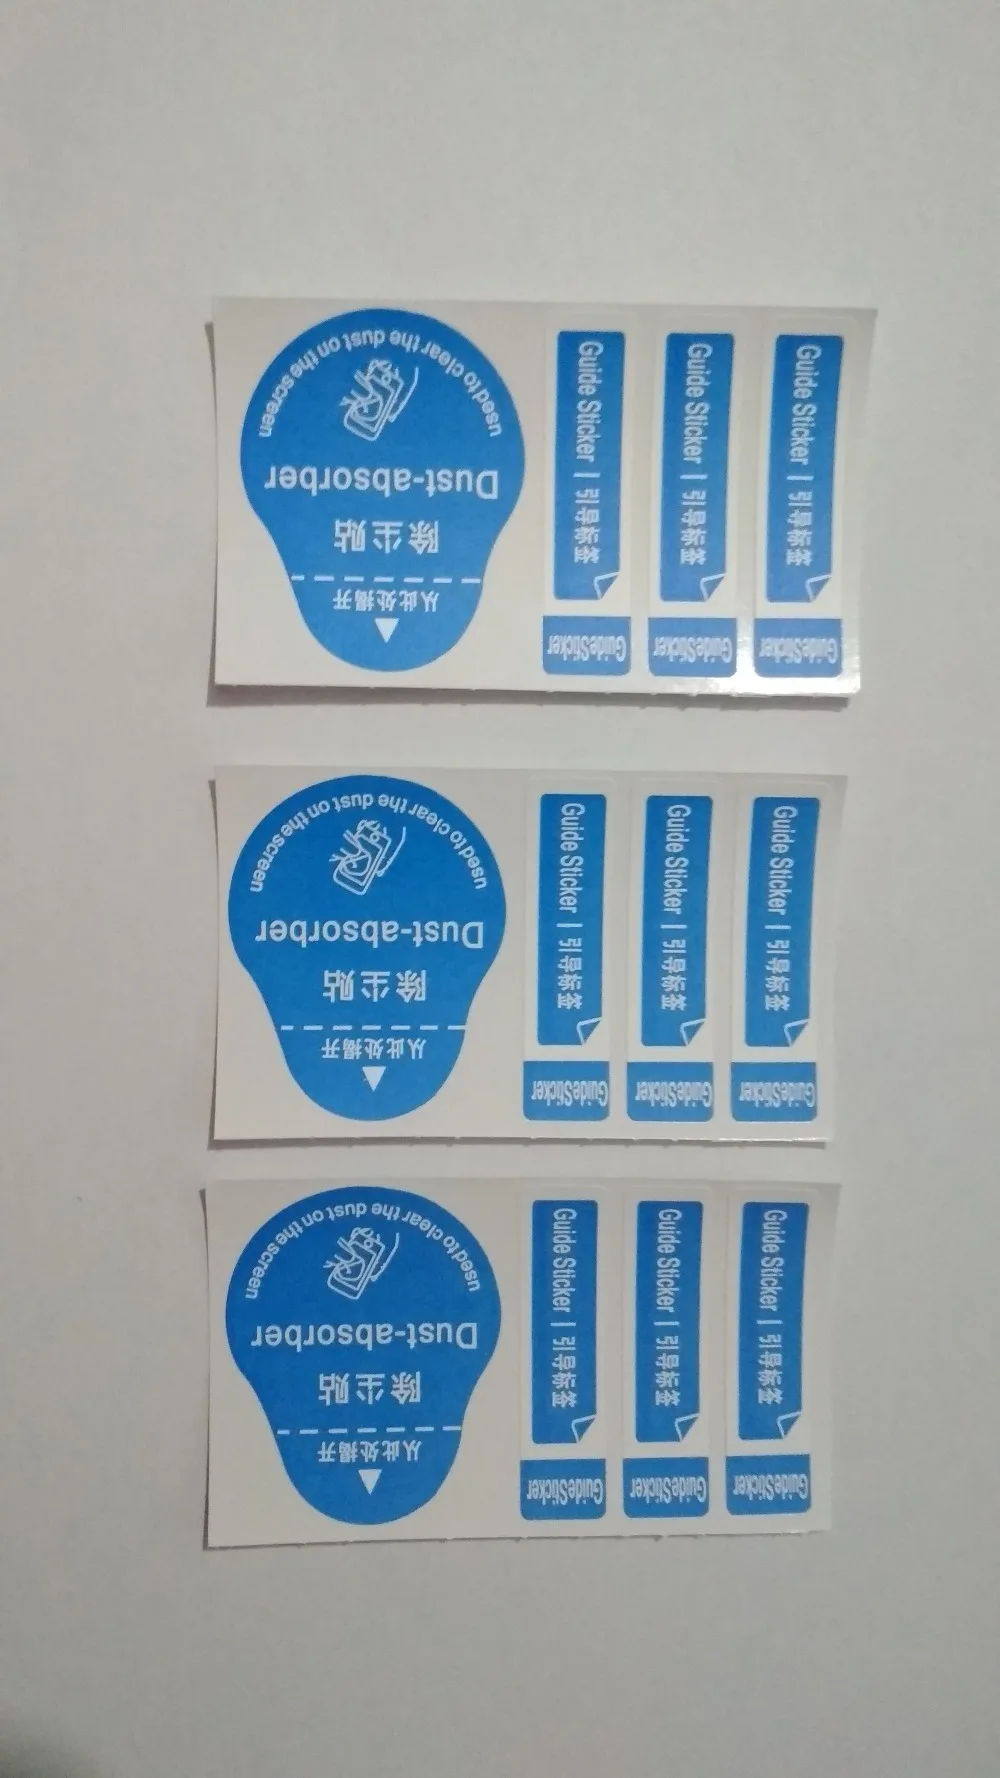 used to clear the dust on the screen
Dust-absorber
除尘贴
从此处揭开
Guide Sticker | 引导标签
GuideSticker
Guide Sticker | 引导标签
GuideSticker
Guide Sticker | 引导标签
GuideSticker
used to clear the dust on the screen
Dust-absorber
除尘贴
从此处揭开
Guide Sticker | 引导标签
GuideSticker
Guide Sticker | 引导标签
GuideSticker
Guide Sticker | 引导标签
GuideSticker
used to clear the dust on the screen
Dust-absorber
除尘贴
从此处揭开
Guide Sticker | 引导标签
GuideSticker
Guide Sticker | 引导标签
GuideSticker
Guide Sticker | 引导标签
GuideSticker